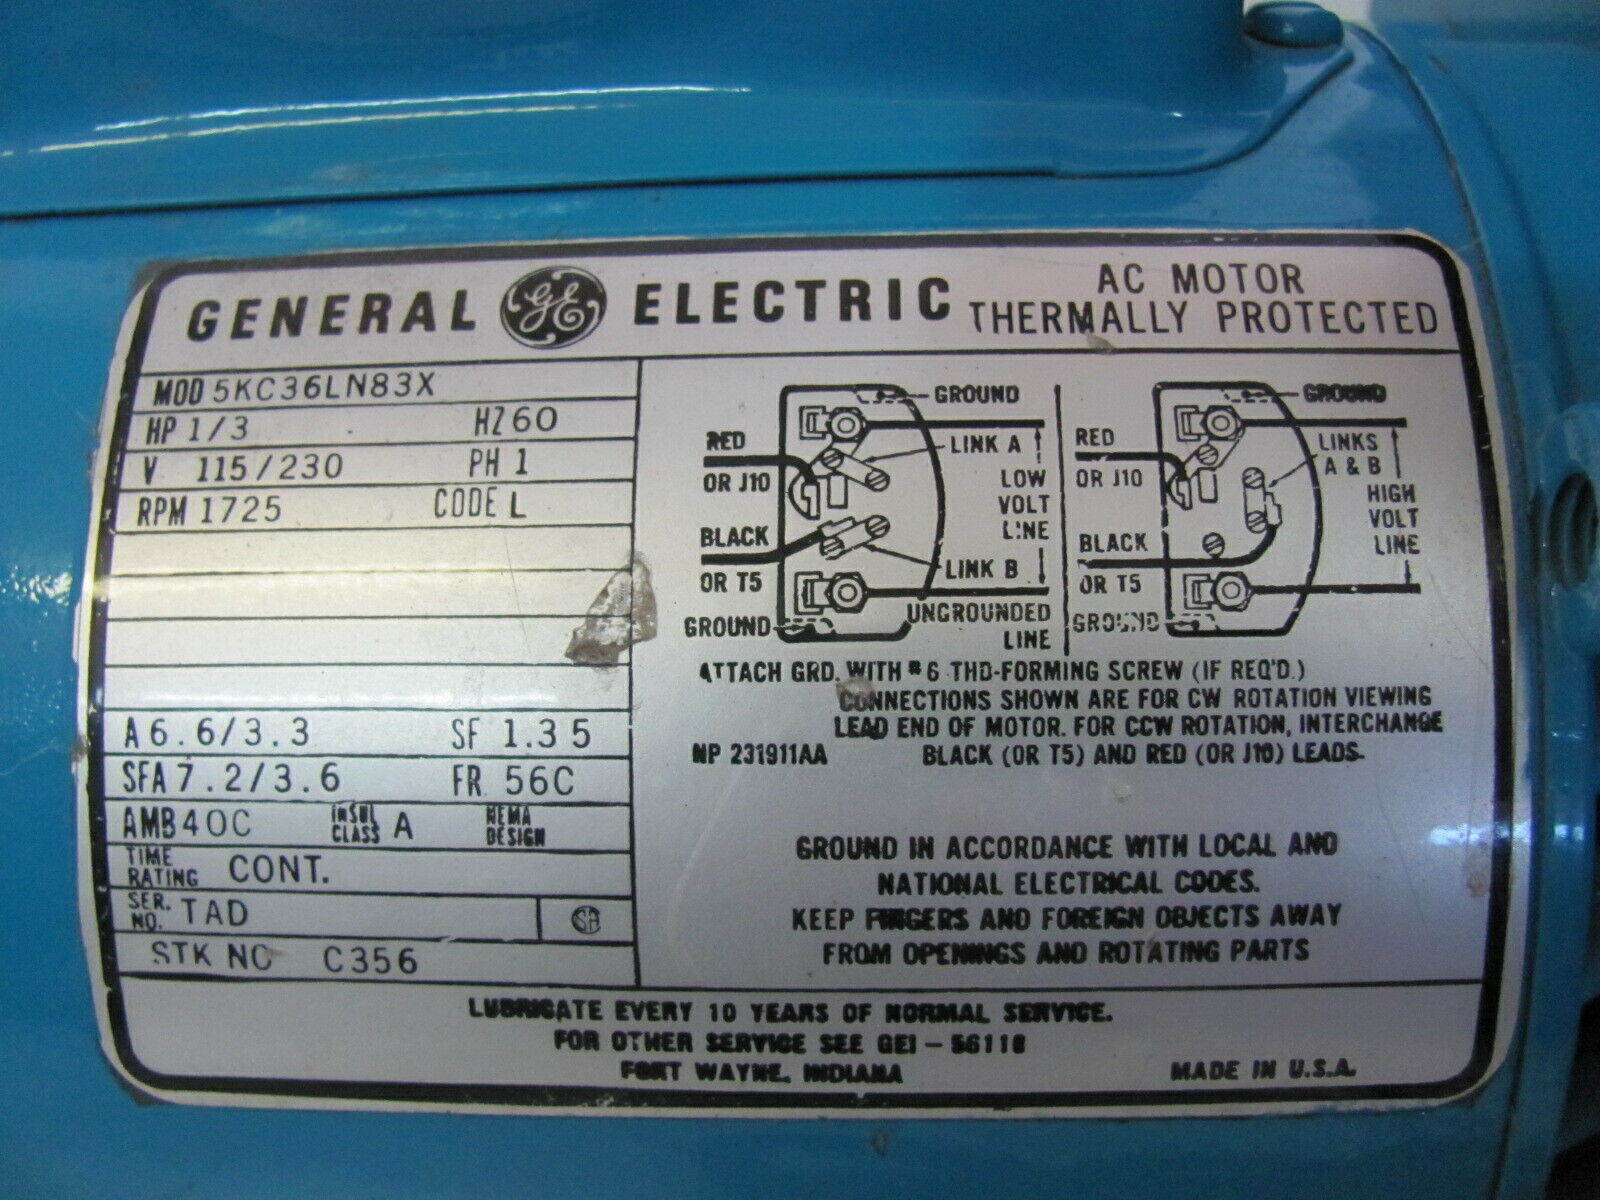 GENERAL GE ELECTRIC
AC MOTOR
THERMALLY PROTECTED
MOD 5KC36LN83X
HP 1/3 HZ 60
V 115/230 PH 1
RPM 1725 CODE L
A 6.6/3.3 SF 1.35
SFA 7.2/3.6 FR 56C
AMB 40C INSUL CLASS A NEMA DESIGN
TIME RATING CONT.
SER. NO. TAD SA
STK NO C356
GROUND
RED
OR J10
LINK A
LOW
VOLT
LINE
BLACK
OR T5
LINK B
GROUND
UNGROUNDED
LINE
GROUND
RED
OR J10
LINKS
A & B
HIGH
VOLT
LINE
BLACK
OR T5
GROUND
ATTACH GRD. WITH #6 THD-FORMING SCREW (IF REQ'D.)
CONNECTIONS SHOWN ARE FOR CW ROTATION VIEWING
LEAD END OF MOTOR. FOR CCW ROTATION, INTERCHANGE
NP 231911AA BLACK (OR T5) AND RED (OR J10) LEADS.
GROUND IN ACCORDANCE WITH LOCAL AND
NATIONAL ELECTRICAL CODES.
KEEP FINGERS AND FOREIGN OBJECTS AWAY
FROM OPENINGS AND ROTATING PARTS
LUBRICATE EVERY 10 YEARS OF NORMAL SERVICE.
FOR OTHER SERVICE SEE GEI - 56118
FORT WAYNE, INDIANA MADE IN U.S.A.